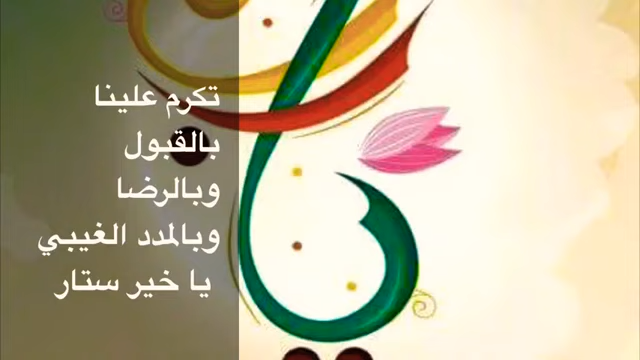 تكرم علينا
بالقبول
وبالرضا
وبالمدد الغيبي
يا خير ستار